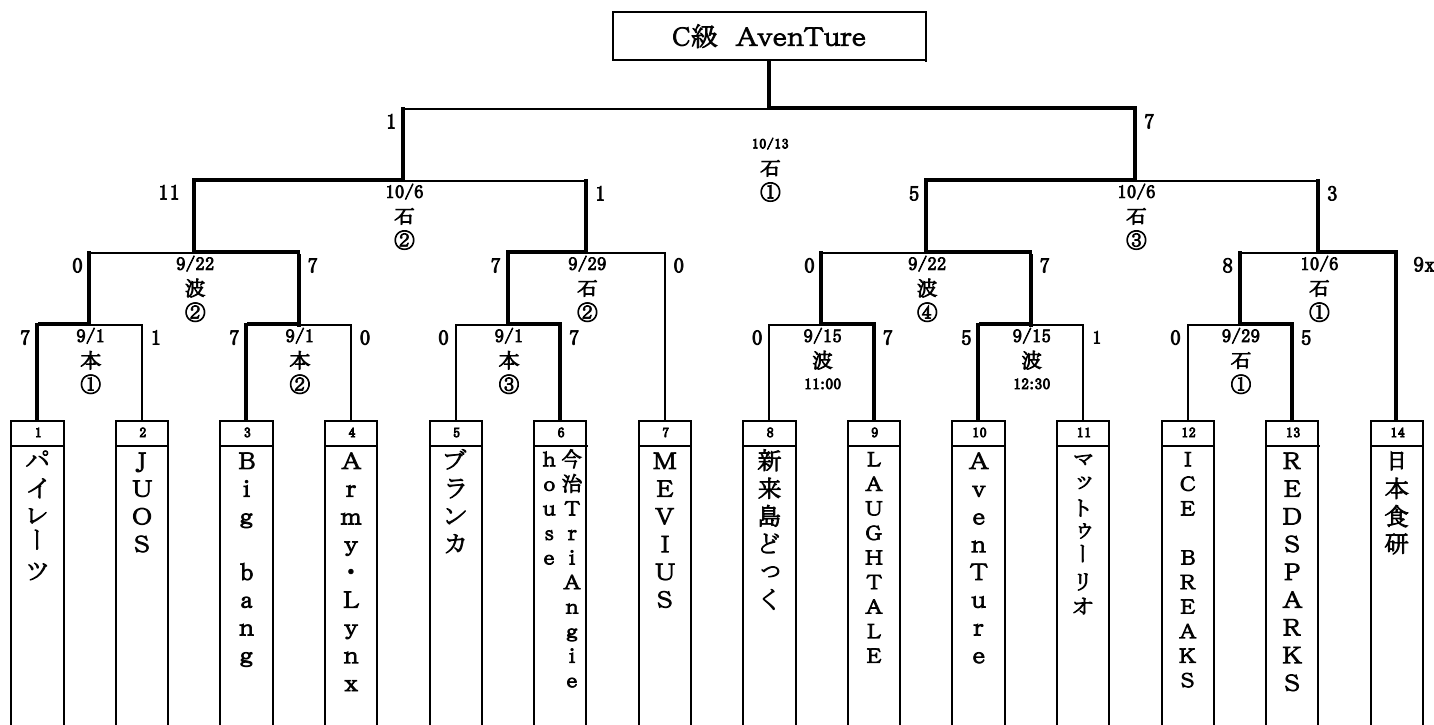 C級 AvenTure
1
7
10/13
石
①
11
10/6
石
②
1
5
10/6
石
③
3
0
9/22
波
②
7
7
9/29
石
②
0
0
9/22
波
④
7
8
10/6
石
①
9x
7
9/1
本
①
1
7
9/1
本
②
0
0
9/1
本
③
7
0
9/15
波
11:00
7
5
9/15
波
12:30
1
0
9/29
石
①
5
1
パイレーツ
2
JUOS
3
Big bang
4
Army・Lynx
5
ブランカ
6
今治TriAngie
house
7
MEVIUS
8
新来島どっく
9
LAUGHTALE
10
AvenTure
11
マットゥーリオ
12
ICE BREAKS
13
REDSPARKS
14
日本食研